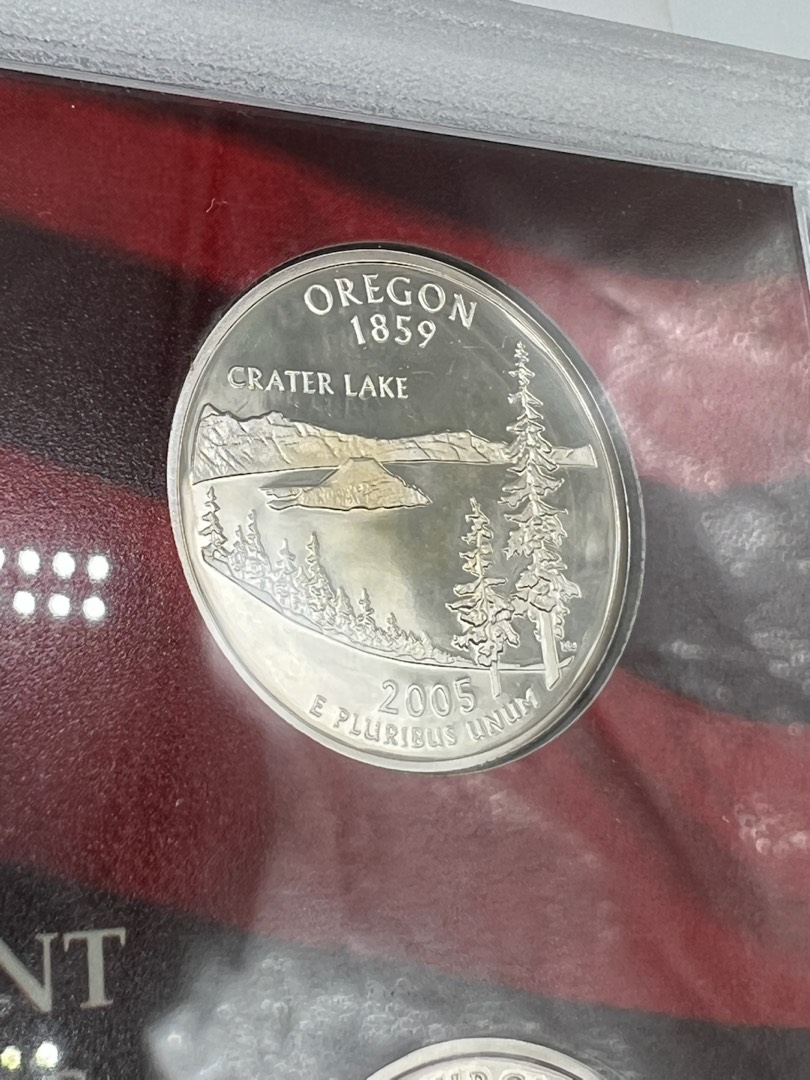 OREGON
1859
CRATER LAKE
2005
E PLURIBUS UNUM
NT